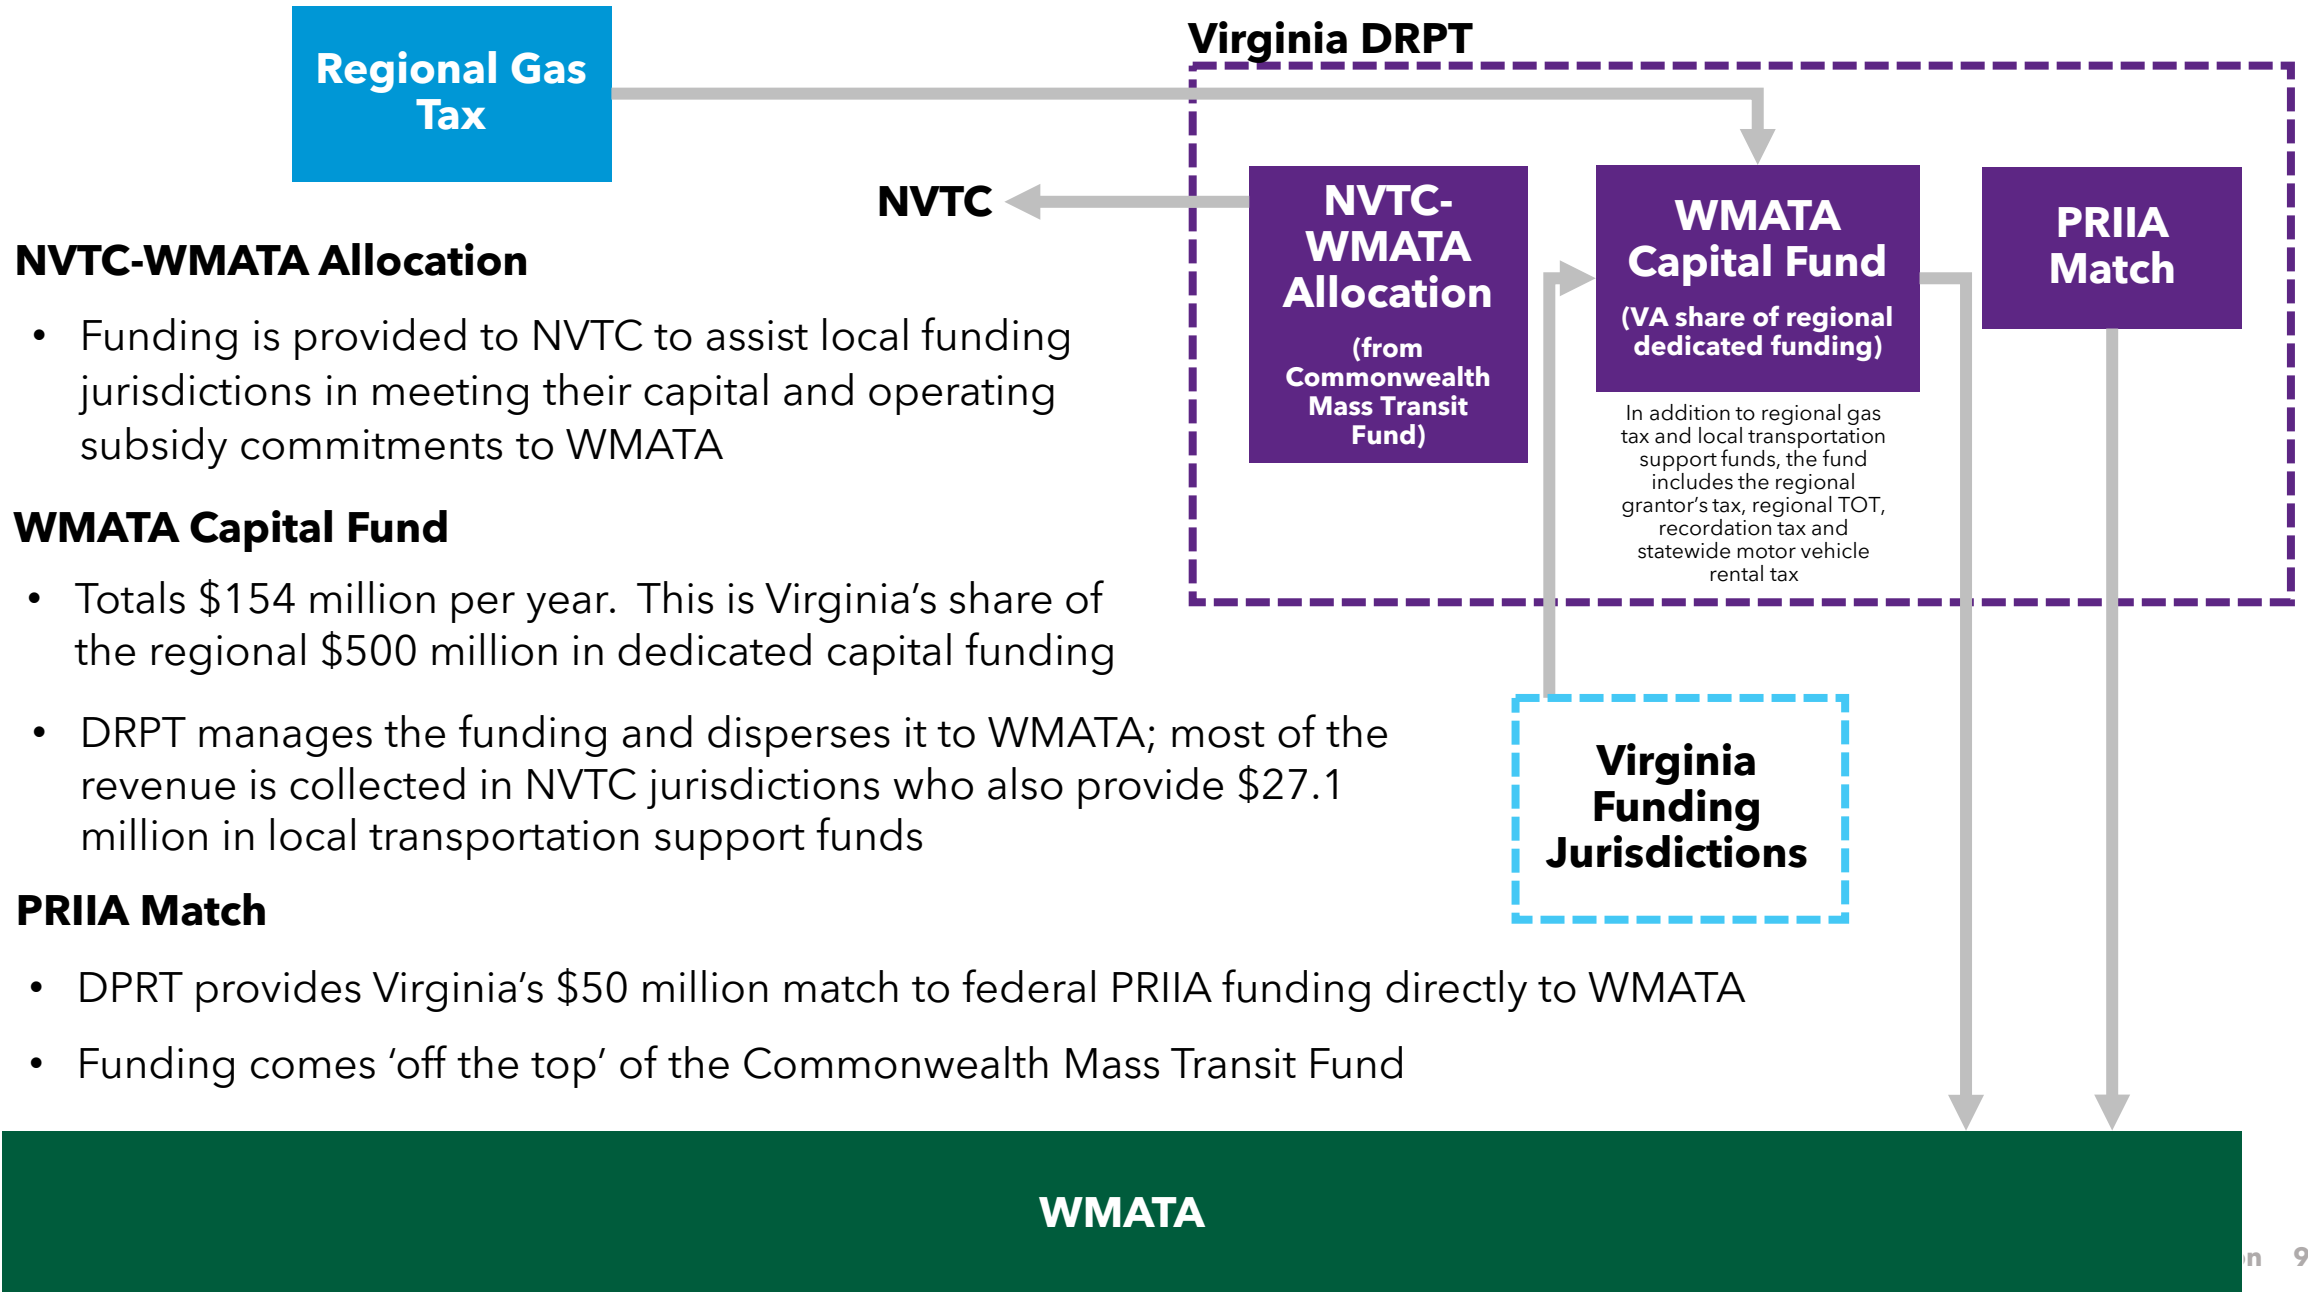 Regional Gas
Tax
Virginia DRPT
NVTC
NVTC-
WMATA
Allocation
(from
Commonwealth
Mass Transit
Fund)
WMATA
Capital Fund
(VA share of regional
dedicated funding)
In addition to regional gas
tax and local transportation
support funds, the fund
includes the regional
grantor’s tax, regional TOT,
recordation tax and
statewide motor vehicle
rental tax
PRIIA
Match
NVTC-WMATA Allocation
• Funding is provided to NVTC to assist local funding
jurisdictions in meeting their capital and operating
subsidy commitments to WMATA
WMATA Capital Fund
• Totals $154 million per year. This is Virginia’s share of
the regional $500 million in dedicated capital funding
• DRPT manages the funding and disperses it to WMATA; most of the
revenue is collected in NVTC jurisdictions who also provide $27.1
million in local transportation support funds
Virginia
Funding
Jurisdictions
PRIIA Match
• DPRT provides Virginia’s $50 million match to federal PRIIA funding directly to WMATA
• Funding comes ‘off the top’ of the Commonwealth Mass Transit Fund
WMATA
9